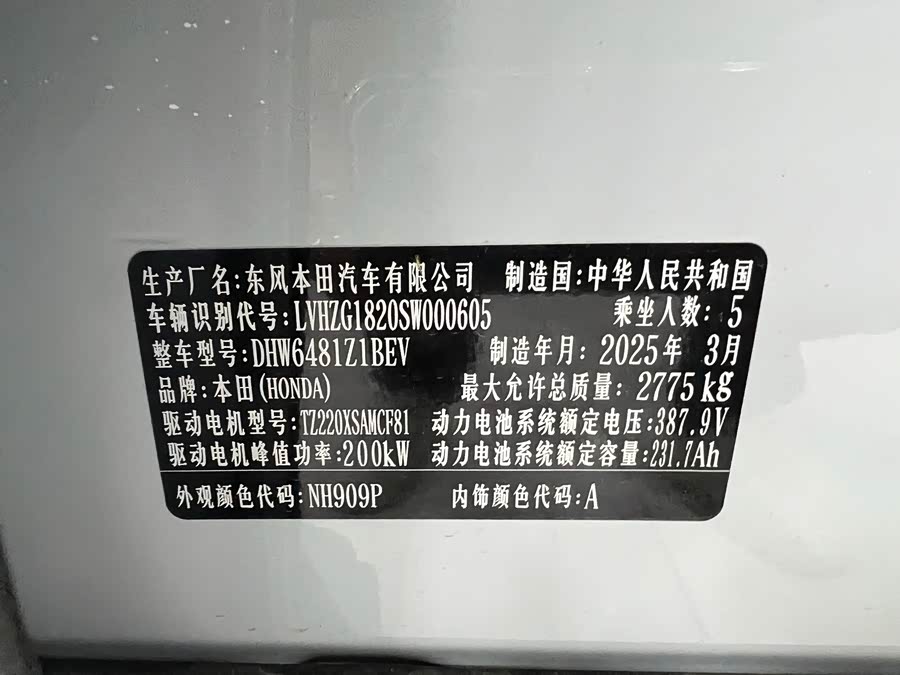 生产厂名:东风本田汽车有限公司 制造国:中华人民共和国
车辆识别代号:LVHZG1820SW000605 乘坐人数:5
整车型号:DHW6481Z1BEV 制造年月:2025年 3月
品牌:本田(HONDA) 最大允许总质量:2775kg
驱动电机型号:TZ220XSAMCF81 动力电池系统额定电压:387.9V
驱动电机峰值功率:200kW 动力电池系统额定容量:231.7Ah
外观颜色代码:NH909P 内饰颜色代码:A